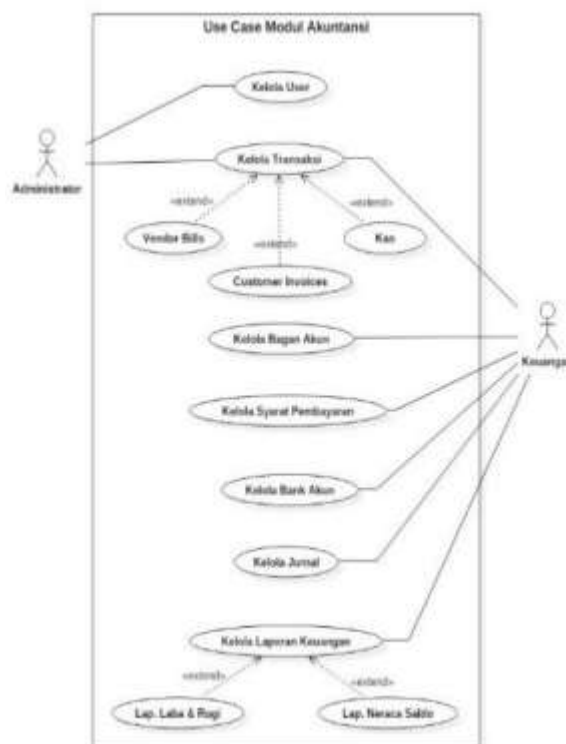 Use Case Modul Akuntansi
Kelola User
Administrator
Kelola Transaksi
«extend»
«extend»
«extend»
Vendor Bills
Kas
Customer Invoices
Kelola Bagan Akun
Keuanga
Kelola Syarat Pembayaran
Kelola Bank Akun
Kelola Jurnal
Kelola Laporan Keuangan
«extend»
«extend»
Lap. Laba & Rugi
Lap. Neraca Saldo